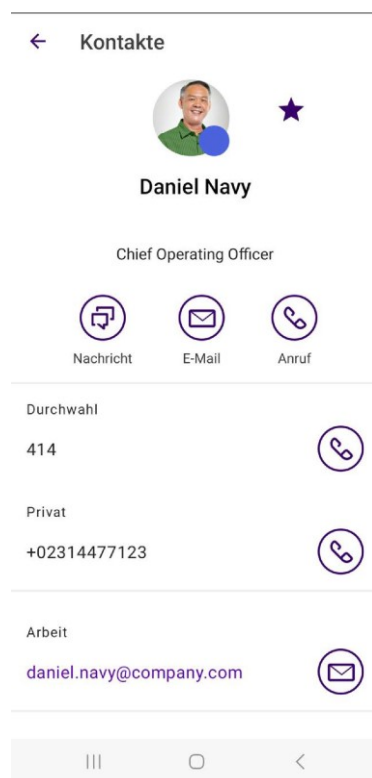 Kontakte
Daniel Navy
Chief Operating Officer
Nachricht E-Mail Anruf
Durchwahl
414
Privat
+02314477123
Arbeit
daniel.navy@company.com